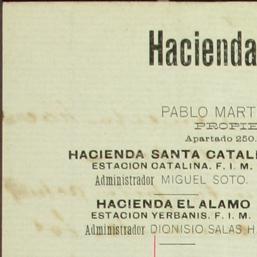 Hacienda
PABLO MART
PROPIE
Apartado 250.
HACIENDA SANTA CATAL
ESTACION CATALINA, F. I. M.
Administrador MIGUEL SOTO.
HACIENDA EL ALAMO
ESTACION YERBANIS. F. I. M.
Administrador DIONISIO SALAS H